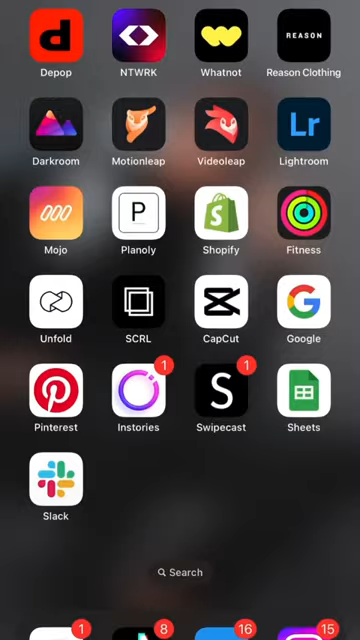 Depop
NTWRK
Whatnot
REASON
Reason Clothing
Darkroom
Motionleap
Videoleap
Lr
Lightroom
Mojo
P
Planoly
Shopify
Fitness
Unfold
SCRL
CapCut
Google
1
1
Pinterest
Instories
S
Swipecast
Sheets
Slack
Search
1
8
16
15